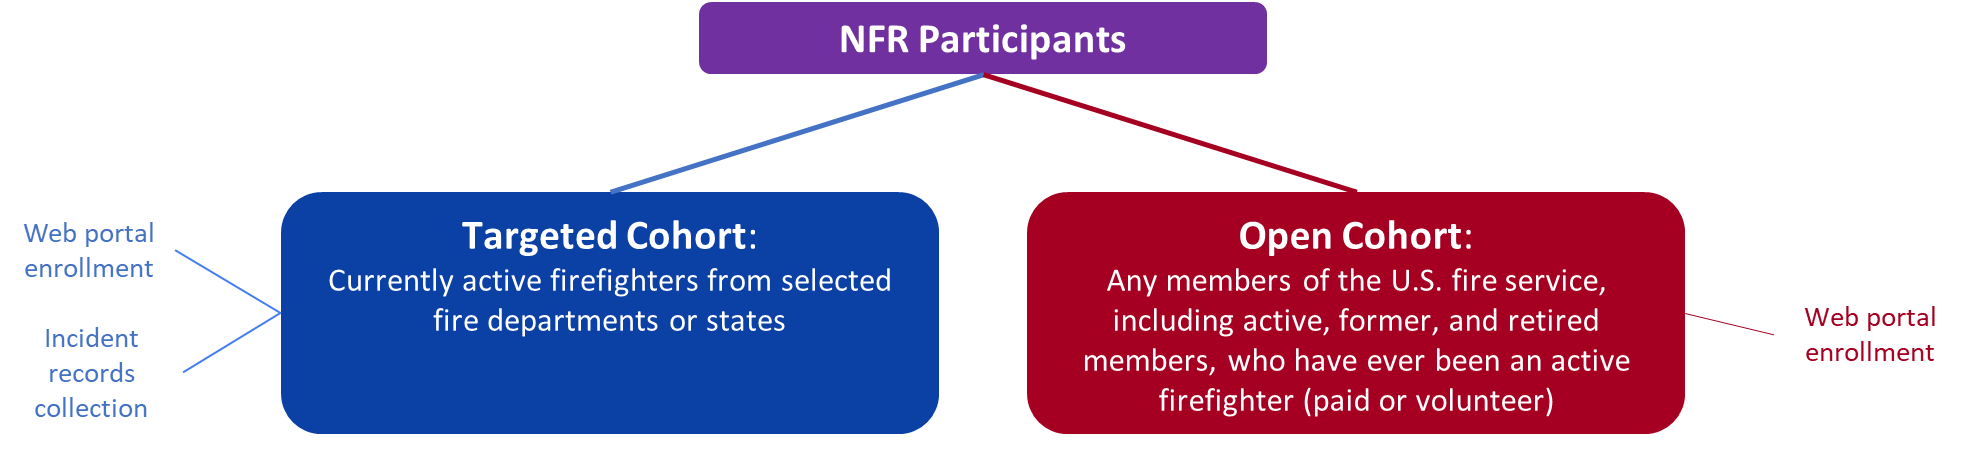 NFR Participants
Web portal
enrollment
Incident
records
collection
Targeted Cohort:
Currently active firefighters from selected
fire departments or states
Open Cohort:
Any members of the U.S. fire service,
including active, former, and retired
members, who have ever been an active
firefighter (paid or volunteer)
Web portal
enrollment